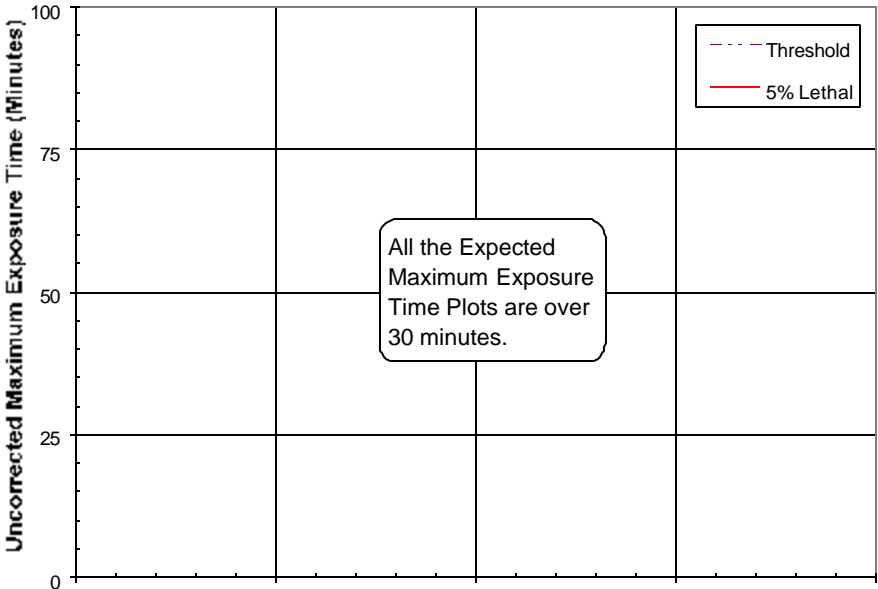 Uncorrected Maximum Exposure Time (Minutes)
100
75
50
25
0
Threshold
5% Lethal
All the Expected
Maximum Exposure
Time Plots are over
30 minutes.